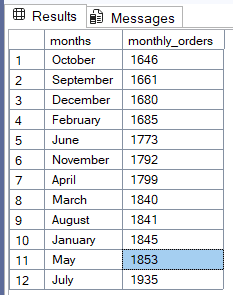 Results Messages
months monthly_orders
1 October 1646
2 September 1661
3 December 1680
4 February 1685
5 June 1773
6 November 1792
7 April 1799
8 March 1840
9 August 1841
10 January 1845
11 May 1853
12 July 1935